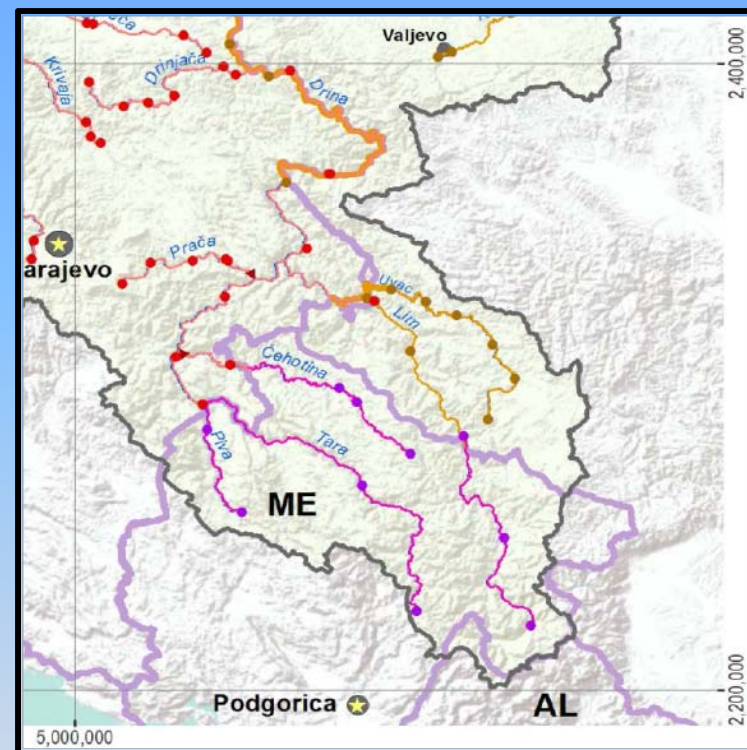 Valjevo
2,400,000
Drinjača
Krivaja
Drina
Prača
arajevo
Uvac
Lim
Ćehotina
Piva
Tara
ME
Podgorica
AL
2,200,000
5,000,000